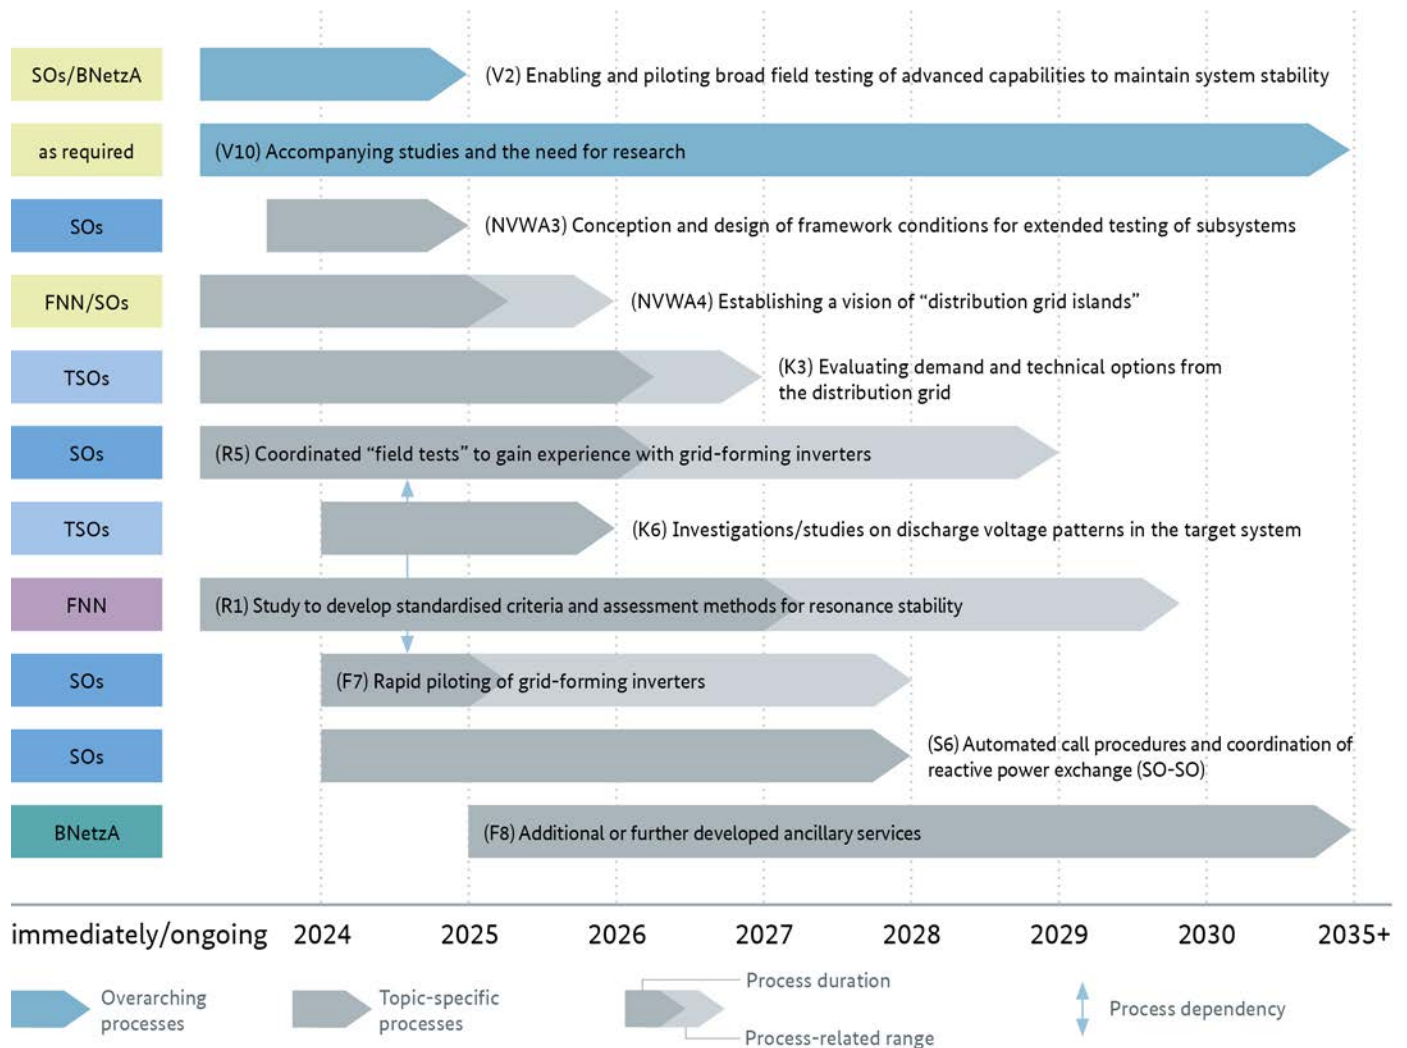 SOs/BNetzA
(V2) Enabling and piloting broad field testing of advanced capabilities to maintain system stability
as required
(V10) Accompanying studies and the need for research
SOs
(NVWA3) Conception and design of framework conditions for extended testing of subsystems
FNN/SOs
(NVWA4) Establishing a vision of “distribution grid islands”
TSOs
(K3) Evaluating demand and technical options from
the distribution grid
SOs
(R5) Coordinated “field tests” to gain experience with grid-forming inverters
TSOs
(K6) Investigations/studies on discharge voltage patterns in the target system
FNN
(R1) Study to develop standardised criteria and assessment methods for resonance stability
SOs
(F7) Rapid piloting of grid-forming inverters
SOs
(S6) Automated call procedures and coordination of
reactive power exchange (SO-SO)
BNetzA
(F8) Additional or further developed ancillary services
immediately/ongoing 2024 2025 2026 2027 2028 2029 2030 2035+
Overarching
processes
Topic-specific
processes
Process duration
Process-related range
Process dependency